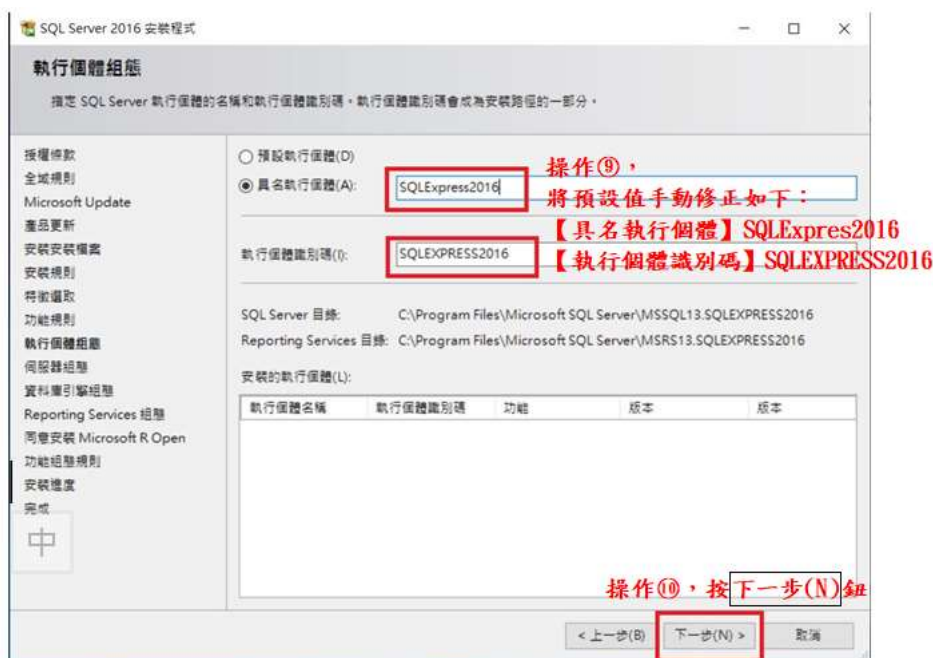 SQL Server 2016 安裝程式
執行個體組態
指定 SQL Server 執行個體的名稱和執行個體識別碼。執行個體識別碼會成為安裝路徑的一部分。
授權條款
全域規則
Microsoft Update
產品更新
安裝安裝檔案
安裝規則
特徵選取
功能規則
執行個體組態
伺服器組態
資料庫引擎組態
Reporting Services 組態
同意安裝 Microsoft R Open
功能組態規則
安裝進度
完成
中
預設執行個體(D)
具名執行個體(A):
SQLExpress2016
操作⑨，
將預設值手動修正如下：
【具名執行個體】SQLExpres2016
【執行個體識別碼】SQLEXPRESS2016
執行個體識別碼(I):
SQLEXPRESS2016
SQL Server 目錄: C:\Program Files\Microsoft SQL Server\MSSQL13.SQLEXPRESS2016
Reporting Services 目錄: C:\Program Files\Microsoft SQL Server\MSRS13.SQLEXPRESS2016
安裝的執行個體(L):
執行個體名稱 執行個體識別碼 功能 版本 版本
操作⑩，按下一步(N)鈕
< 上一步(B) 下一步(N) > 取消